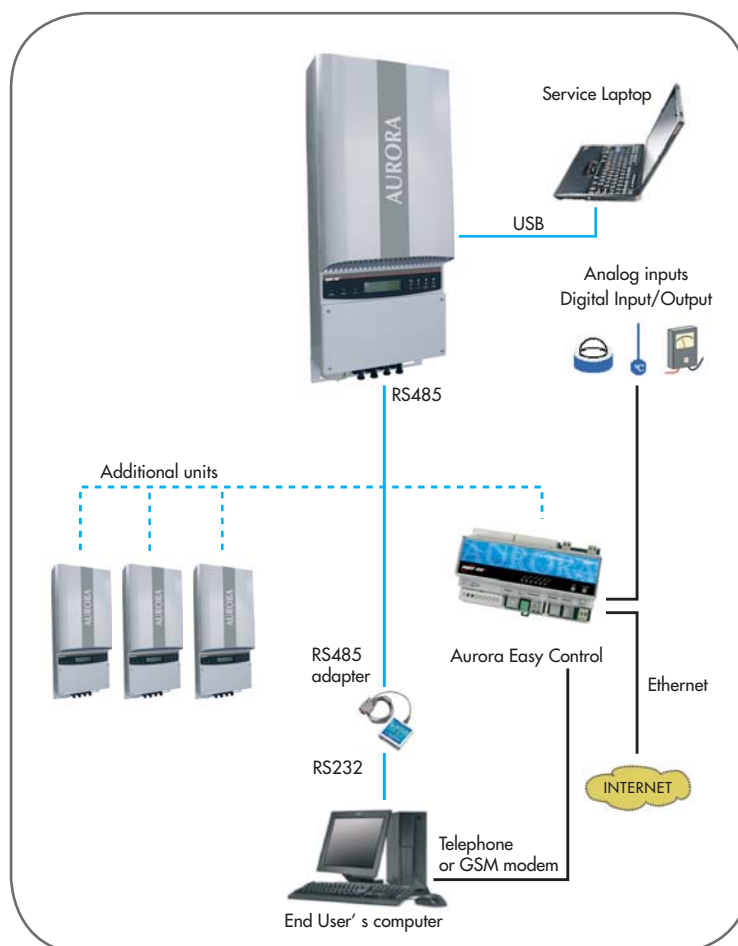 Service Laptop
AURORA
USB
Analog inputs
Digital Input/Output
°C
RS485
Additional units
AURORA
AURORA
AURORA
AURORA
RS485
adapter
Aurora Easy Control
Ethernet
RS232
INTERNET
Telephone
or GSM modem
End User' s computer